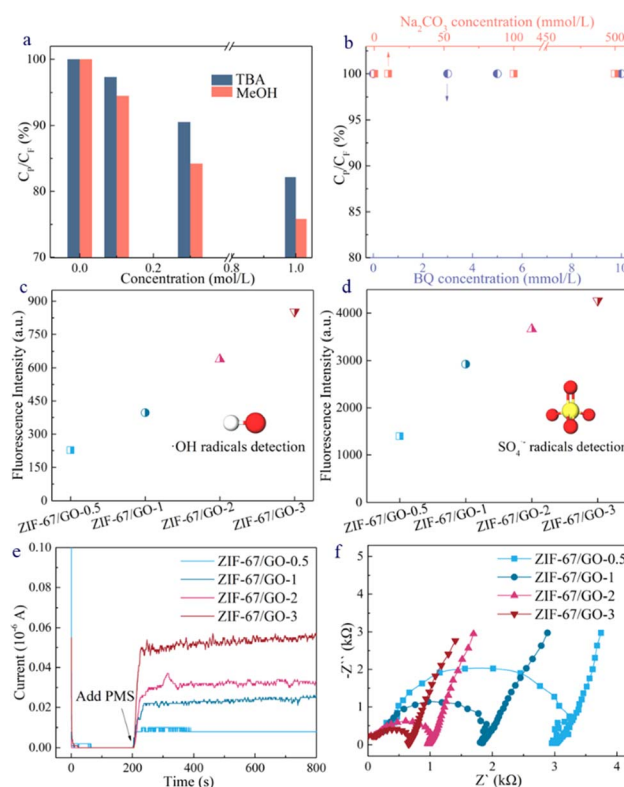 a
100
95
90
85
80
70
TBA
MeOH
C_P/C_F (%)
0.0
0.2
0.8
1.0
Concentration (mol/L)
b
Na₂CO₃ concentration (mmol/L)
0
50
100
450
500
100
95
90
85
80
C_P/C_F (%)
0
2
4
6
8
10
BQ concentration (mmol/L)
c
900
750
600
450
300
150
0
Fluorescence Intensity (a.u.)
·OH radicals detection
ZIF-67/GO-0.5
ZIF-67/GO-1
ZIF-67/GO-2
ZIF-67/GO-3
d
4000
3000
2000
1000
0
Fluorescence Intensity (a.u.)
SO₄·⁻ radicals detection
ZIF-67/GO-0.5
ZIF-67/GO-1
ZIF-67/GO-2
ZIF-67/GO-3
e
0.10
0.08
0.06
0.04
0.02
0.00
Current (10⁻⁶ A)
ZIF-67/GO-0.5
ZIF-67/GO-1
ZIF-67/GO-2
ZIF-67/GO-3
Add PMS
0
200
400
600
800
Time (s)
f
5
4
3
2
1
0
-Z`` (kΩ)
ZIF-67/GO-0.5
ZIF-67/GO-1
ZIF-67/GO-2
ZIF-67/GO-3
0
1
2
3
4
Z` (kΩ)